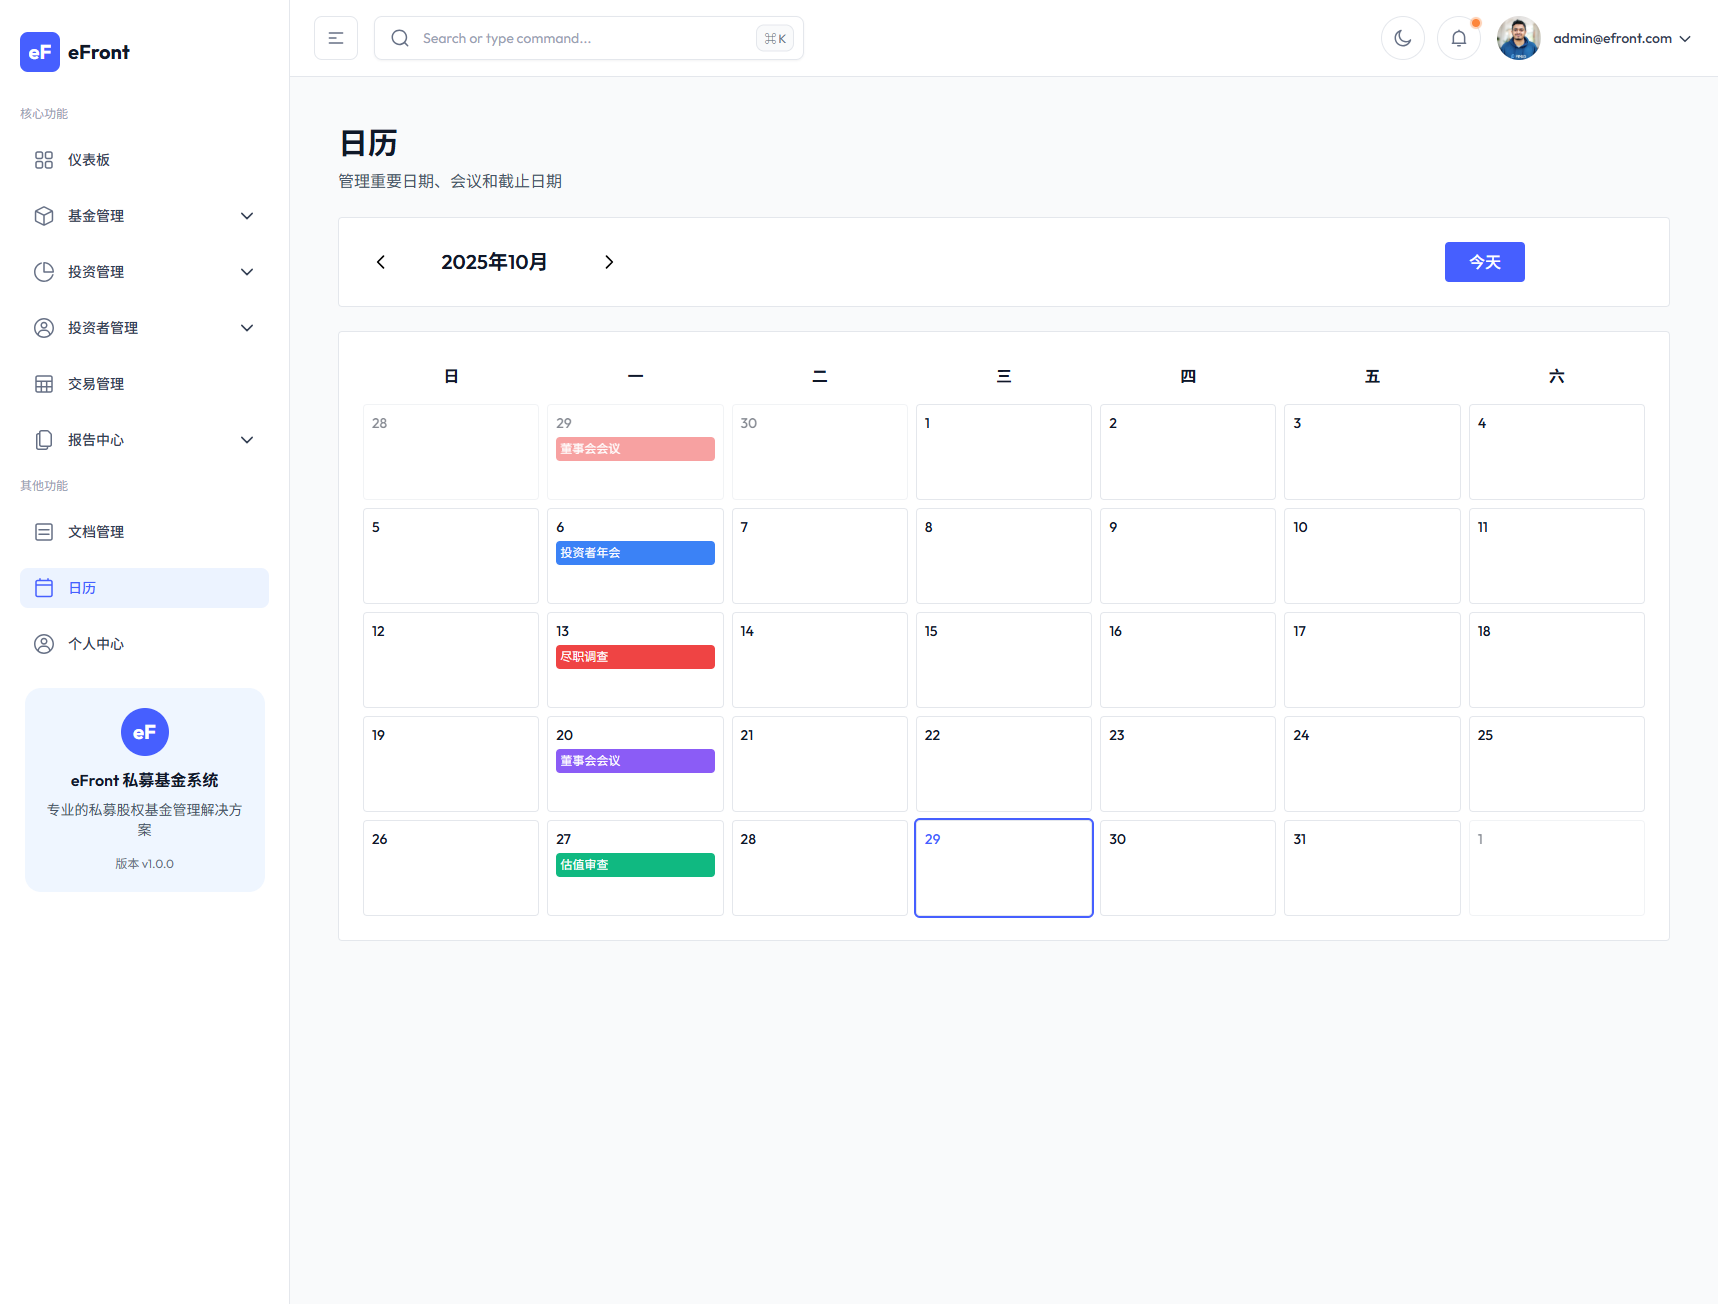 eF eFront
核心功能
仪表板
基金管理
投资管理
投资者管理
交易管理
报告中心
其他功能
文档管理
日历
个人中心
eF
eFront 私募基金系统
专业的私募股权基金管理解决方
案
版本 v1.0.0
Search or type command... ⌘K
admin@efront.com
日历
管理重要日期、会议和截止日期
2025年10月
今天
日 一 二 三 四 五 六
28 29 30 1 2 3 4
董事会会议
5 6 7 8 9 10 11
投资者年会
12 13 14 15 16 17 18
尽职调查
19 20 21 22 23 24 25
董事会会议
26 27 28 29 30 31 1
估值审查